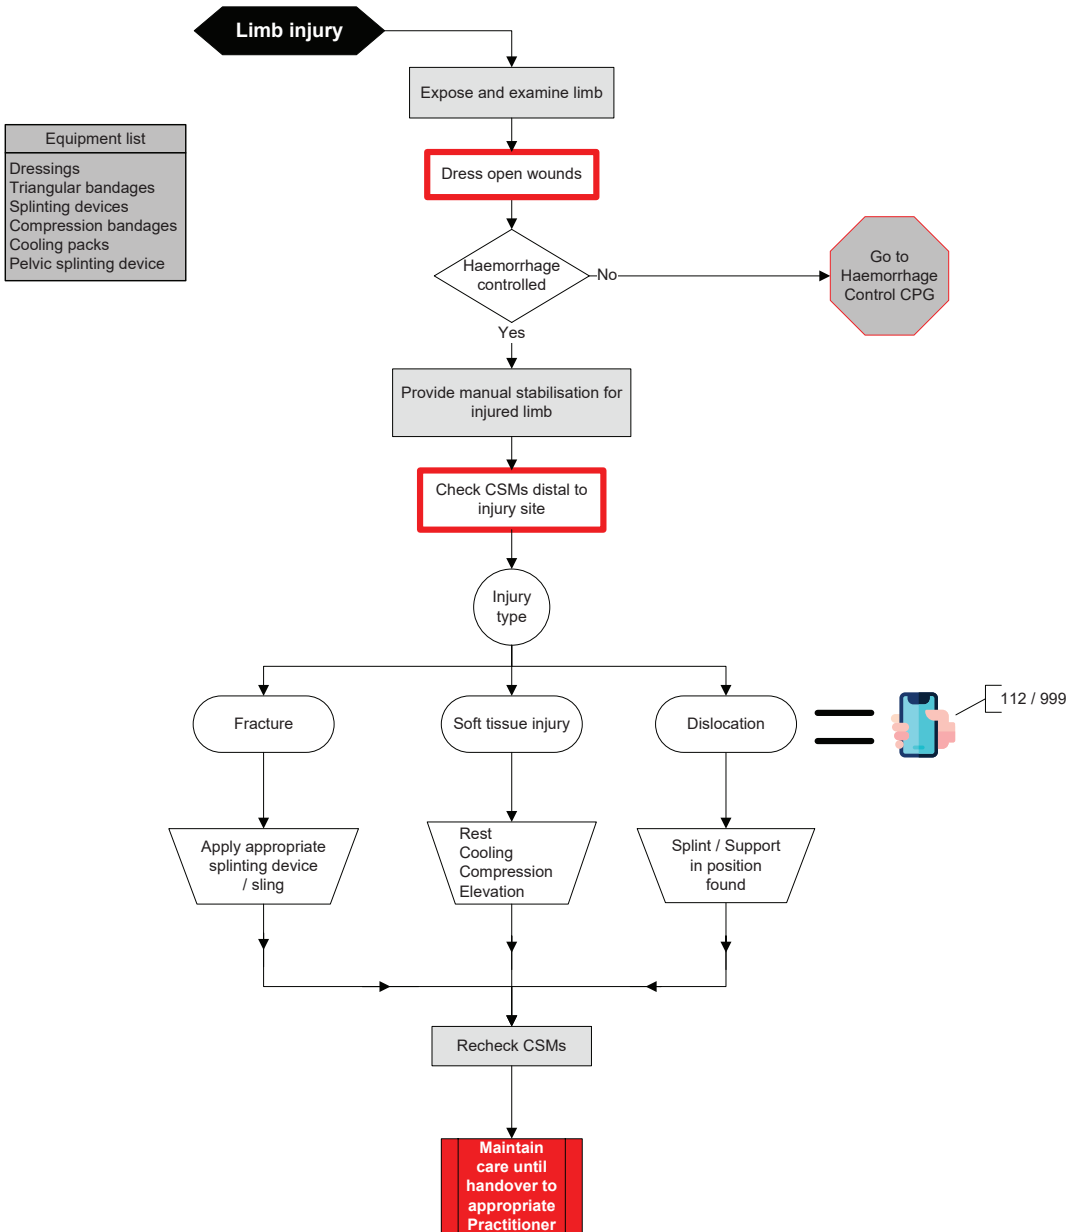 Limb injury
Expose and examine limb
Equipment list
Dressings
Triangular bandages
Splinting devices
Compression bandages
Cooling packs
Pelvic splinting device
Dress open wounds
Haemorrhage
controlled
No
Go to
Haemorrhage
Control CPG
Yes
Provide manual stabilisation for
injured limb
Check CSMs distal to
injury site
Injury
type
Fracture
Soft tissue injury
Dislocation
112 / 999
Apply appropriate
splinting device
/ sling
Rest
Cooling
Compression
Elevation
Splint / Support
in position
found
Recheck CSMs
Maintain
care until
handover to
appropriate
Practitioner